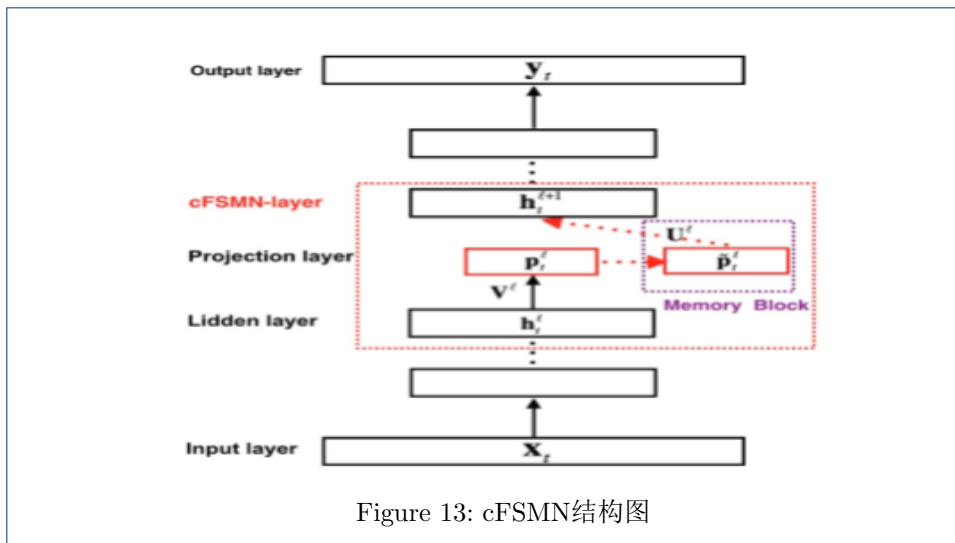 Output layer
y_t
cFSMN-layer
h_t^{ℓ+1}
U^ℓ
Projection layer
p_t^ℓ
p̃_t^ℓ
V^ℓ
Memory Block
Lidden layer
h_t^ℓ
Input layer
x_t
Figure 13: cFSMN结构图